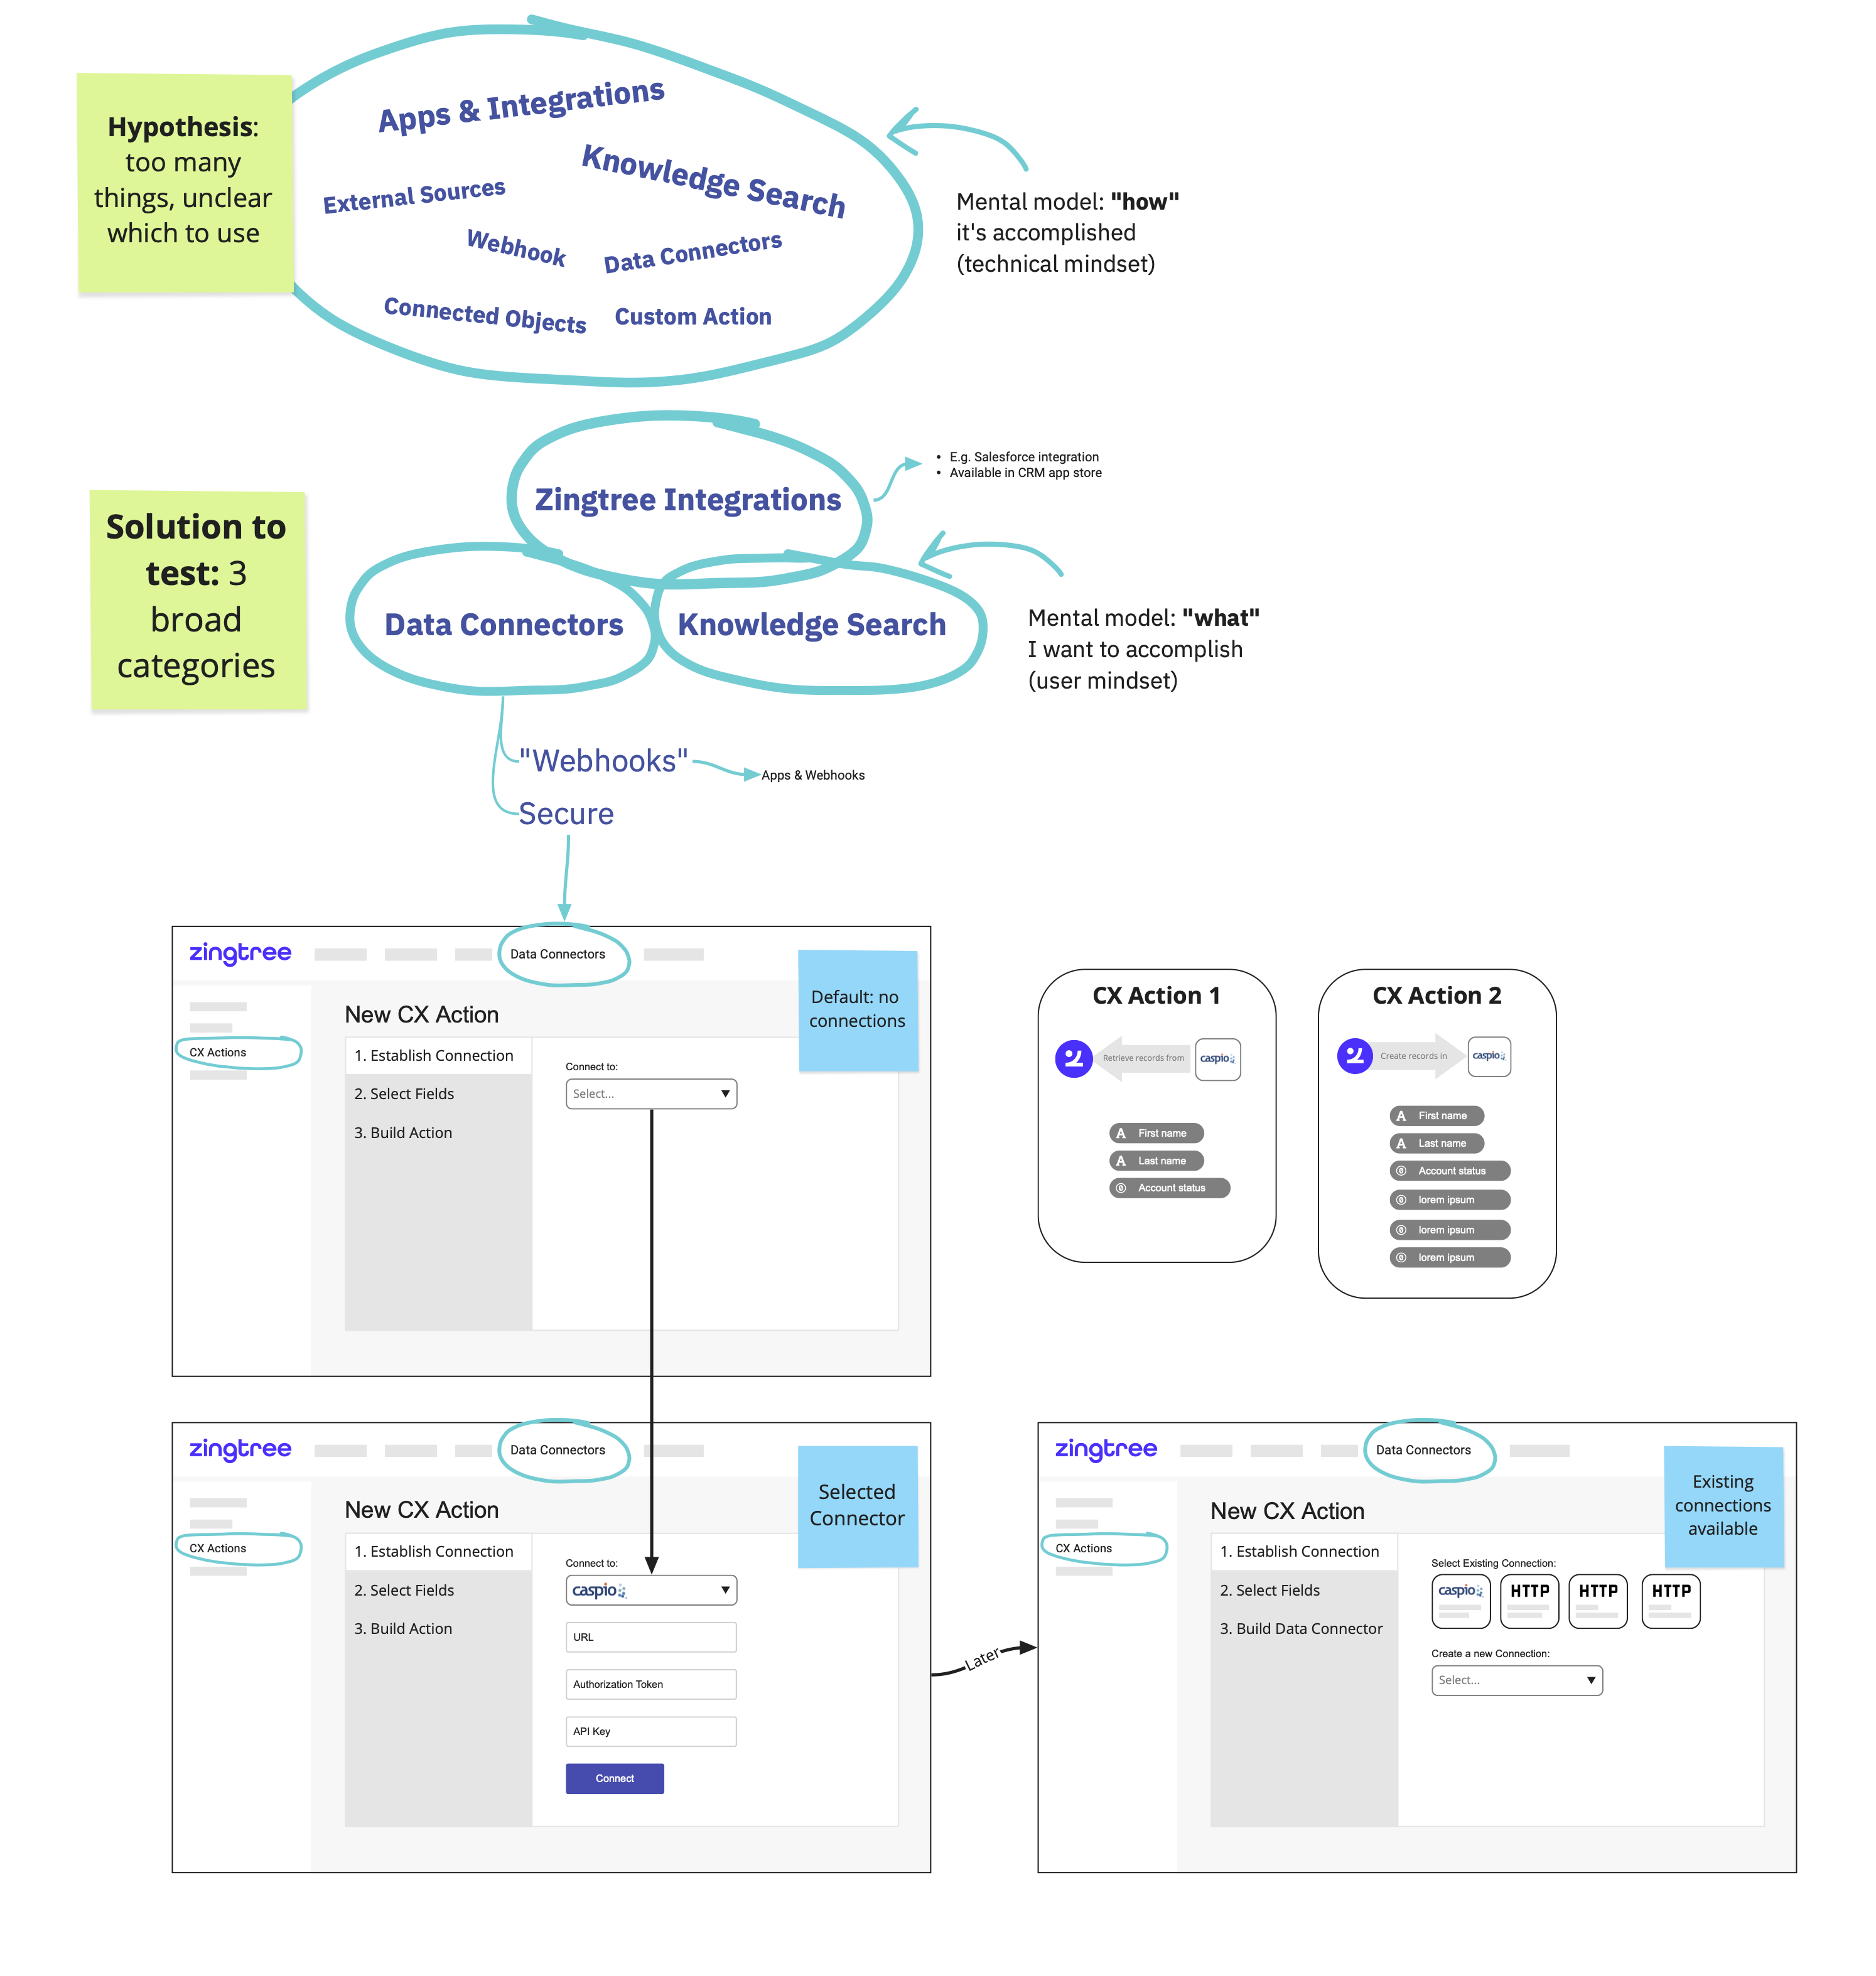 Hypothesis:
too many
things, unclear
which to use
Apps & Integrations
Knowledge Search
External Sources
Webhook
Data Connectors
Connected Objects
Custom Action
Mental model: "how"
it's accomplished
(technical mindset)
Solution to
test: 3
broad
categories
Zingtree Integrations
• E.g. Salesforce integration
• Available in CRM app store
Data Connectors
Knowledge Search
Mental model: "what"
I want to accomplish
(user mindset)
"Webhooks"
Apps & Webhooks
Secure
zingtree
Data Connectors
Default: no
connections
CX Actions
New CX Action
1. Establish Connection
2. Select Fields
3. Build Action
Connect to:
Select...
CX Action 1
Retrieve records from
caspio
A First name
A Last name
0 Account status
CX Action 2
Create records in
caspio
A First name
A Last name
0 Account status
0 lorem ipsum
0 lorem ipsum
0 lorem ipsum
zingtree
Data Connectors
Selected
Connector
CX Actions
New CX Action
1. Establish Connection
2. Select Fields
3. Build Action
Connect to:
caspio
URL
Authorization Token
API Key
Connect
Later
zingtree
Data Connectors
Existing
connections
available
CX Actions
New CX Action
1. Establish Connection
2. Select Fields
3. Build Data Connector
Select Existing Connection:
caspio
HTTP
HTTP
HTTP
Create a new Connection:
Select...